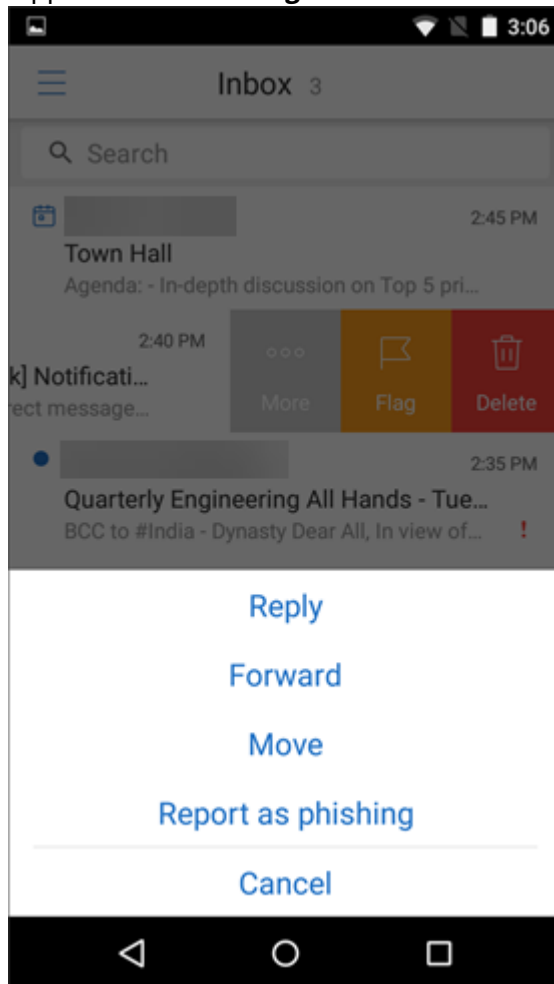 3:06
Inbox 3
Search
2:45 PM
Town Hall
Agenda: - In-depth discussion on Top 5 pri...
2:40 PM
k] Notificati...
ect message...
More
Flag
Delete
2:35 PM
Quarterly Engineering All Hands - Tue...
BCC to #India - Dynasty Dear All, In view of... !
Reply
Forward
Move
Report as phishing
Cancel